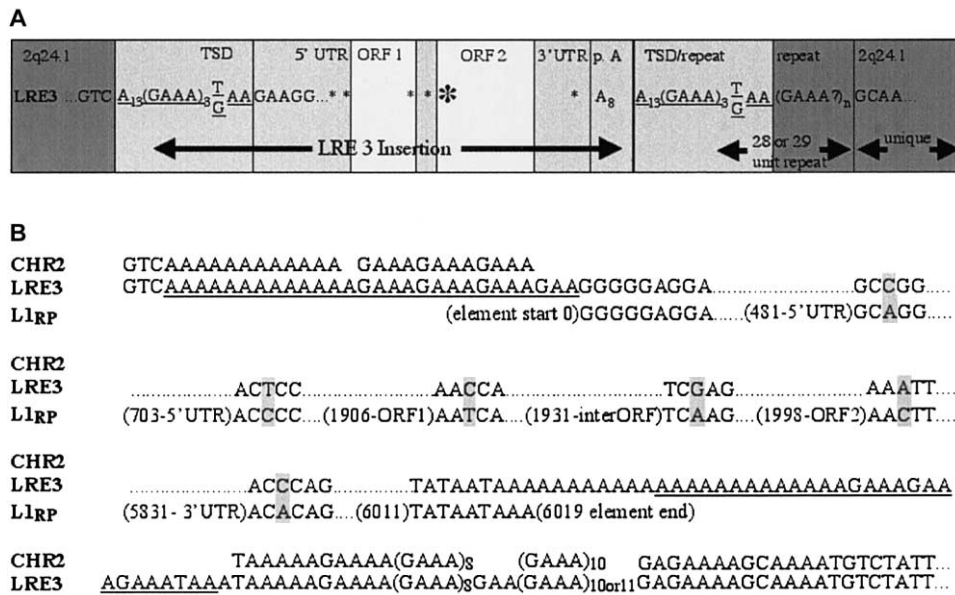 A
2q24.1 TSD 5' UTR ORF 1 ORF 2 3'UTR p. A TSD/repeat repeat 2q24.1
LRE3 ...GTC A13(GAAA)3 T/G AA GAAGG...* * * * * * A8 A13(GAAA)3 T/G AA (GAAA?)n GCAA...
LRE 3 Insertion 28 or 29 unit repeat unique
B
CHR2 GTCAAAAAAAAAAAA GAAAGAAAGAAA
LRE3 GTCAAAAAAAAAAAAAGAAAGAAAGAAAGAAGGGGGAGGA...................GCCGG.....
L1RP (element start 0)GGGGGAGGA......(481-5'UTR)GCAGG.....
CHR2
LRE3 ...................ACTCC...................AACCA.........................TCGAG.........................AAATT...
L1RP (703-5'UTR)ACCCC....(1906-ORF1)AATCA...(1931-interORF)TCAAG...(1998-ORF2)AACTT...
CHR2
LRE3 ...................ACCCAG.............TATAATAAAAAAAAAAAAAAAAAAAAAAAAAGAAAGAA
L1RP (5831- 3'UTR)ACACAG....(6011)TATAATAAA(6019 element end)
CHR2 TAAAAAGAAAA(GAAA)8 (GAAA)10 GAGAAAAGCAAAATGTCTATT...
LRE3 AGAAATAAATAAAAAGAAAA(GAAA)8GAA(GAAA)10or11GAGAAAAGCAAAATGTCTATT...